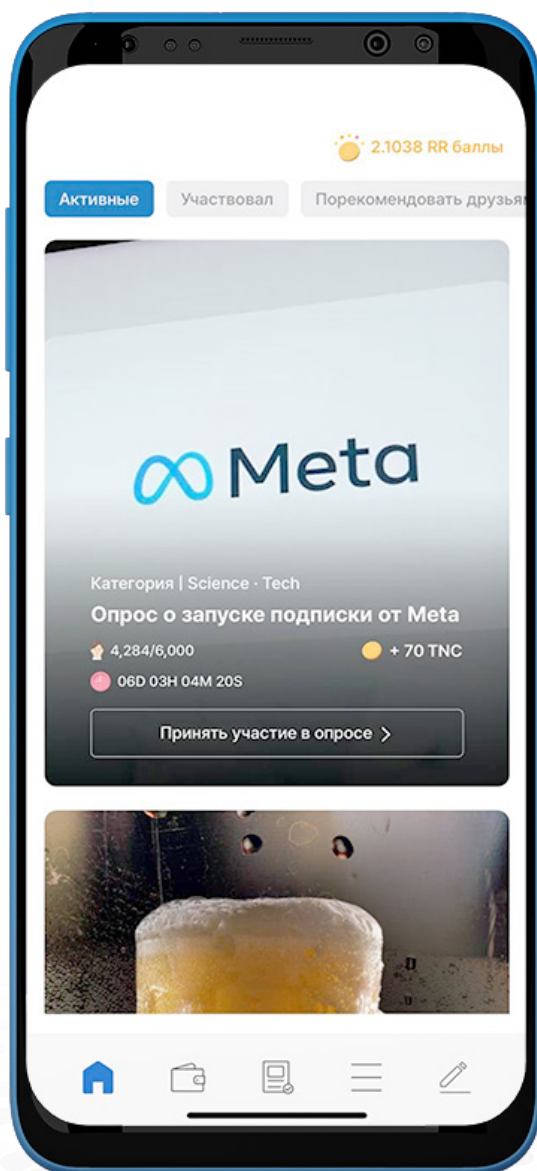 2.1038 RR баллы
Активные
Участвовал
Порекомендовать друзья
Meta
Категория | Science · Tech
Опрос о запуске подписки от Meta
4,284/6,000
+ 70 TNC
06D 03H 04M 20S
Принять участие в опросе >